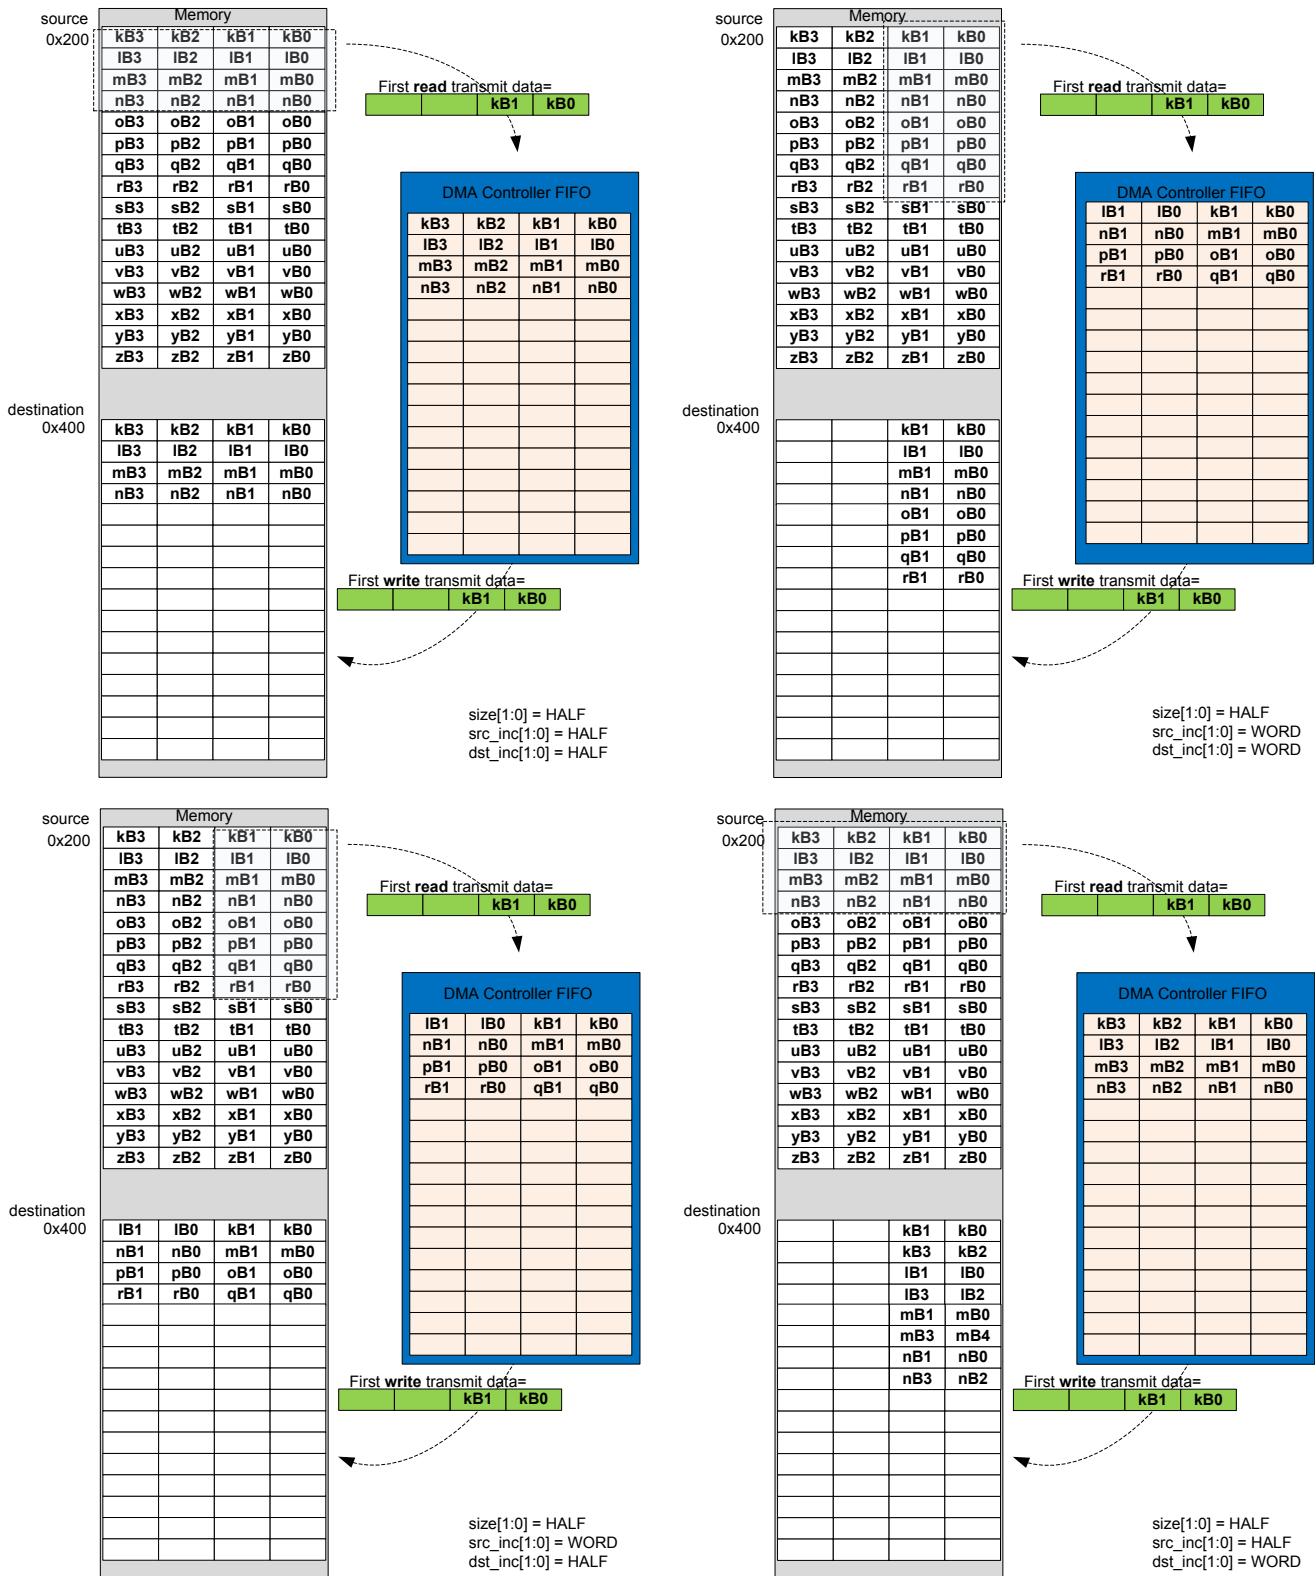 Memory
source
0x200
kB3 kB2 kB1 kB0
lB3 lB2 lB1 lB0
mB3 mB2 mB1 mB0
nB3 nB2 nB1 nB0
oB3 oB2 oB1 oB0
pB3 pB2 pB1 pB0
qB3 qB2 qB1 qB0
rB3 rB2 rB1 rB0
sB3 sB2 sB1 sB0
tB3 tB2 tB1 tB0
uB3 uB2 uB1 uB0
vB3 vB2 vB1 vB0
wB3 wB2 wB1 wB0
xB3 xB2 xB1 xB0
yB3 yB2 yB1 yB0
zB3 zB2 zB1 zB0
First read transmit data=
kB1 kB0
DMA Controller FIFO
kB3 kB2 kB1 kB0
lB3 lB2 lB1 lB0
mB3 mB2 mB1 mB0
nB3 nB2 nB1 nB0
destination
0x400
kB3 kB2 kB1 kB0
lB3 lB2 lB1 lB0
mB3 mB2 mB1 mB0
nB3 nB2 nB1 nB0
First write transmit data=
kB1 kB0
size[1:0] = HALF
src_inc[1:0] = HALF
dst_inc[1:0] = HALF
Memory
source
0x200
kB3 kB2 kB1 kB0
lB3 lB2 lB1 lB0
mB3 mB2 mB1 mB0
nB3 nB2 nB1 nB0
oB3 oB2 oB1 oB0
pB3 pB2 pB1 pB0
qB3 qB2 qB1 qB0
rB3 rB2 rB1 rB0
sB3 sB2 sB1 sB0
tB3 tB2 tB1 tB0
uB3 uB2 uB1 uB0
vB3 vB2 vB1 vB0
wB3 wB2 wB1 wB0
xB3 xB2 xB1 xB0
yB3 yB2 yB1 yB0
zB3 zB2 zB1 zB0
First read transmit data=
kB1 kB0
DMA Controller FIFO
lB1 lB0 kB1 kB0
nB1 nB0 mB1 mB0
pB1 pB0 oB1 oB0
rB1 rB0 qB1 qB0
destination
0x400
kB1 kB0
lB1 lB0
mB1 mB0
nB1 nB0
oB1 oB0
pB1 pB0
qB1 qB0
rB1 rB0
First write transmit data=
kB1 kB0
size[1:0] = HALF
src_inc[1:0] = WORD
dst_inc[1:0] = WORD
Memory
source
0x200
kB3 kB2 kB1 kB0
lB3 lB2 lB1 lB0
mB3 mB2 mB1 mB0
nB3 nB2 nB1 nB0
oB3 oB2 oB1 oB0
pB3 pB2 pB1 pB0
qB3 qB2 qB1 qB0
rB3 rB2 rB1 rB0
sB3 sB2 sB1 sB0
tB3 tB2 tB1 tB0
uB3 uB2 uB1 uB0
vB3 vB2 vB1 vB0
wB3 wB2 wB1 wB0
xB3 xB2 xB1 xB0
yB3 yB2 yB1 yB0
zB3 zB2 zB1 zB0
First read transmit data=
kB1 kB0
DMA Controller FIFO
lB1 lB0 kB1 kB0
nB1 nB0 mB1 mB0
pB1 pB0 oB1 oB0
rB1 rB0 qB1 qB0
destination
0x400
lB1 lB0 kB1 kB0
nB1 nB0 mB1 mB0
pB1 pB0 oB1 oB0
rB1 rB0 qB1 qB0
First write transmit data=
kB1 kB0
size[1:0] = HALF
src_inc[1:0] = WORD
dst_inc[1:0] = HALF
Memory
source
0x200
kB3 kB2 kB1 kB0
lB3 lB2 lB1 lB0
mB3 mB2 mB1 mB0
nB3 nB2 nB1 nB0
oB3 oB2 oB1 oB0
pB3 pB2 pB1 pB0
qB3 qB2 qB1 qB0
rB3 rB2 rB1 rB0
sB3 sB2 sB1 sB0
tB3 tB2 tB1 tB0
uB3 uB2 uB1 uB0
vB3 vB2 vB1 vB0
wB3 wB2 wB1 wB0
xB3 xB2 xB1 xB0
yB3 yB2 yB1 yB0
zB3 zB2 zB1 zB0
First read transmit data=
kB1 kB0
DMA Controller FIFO
kB3 kB2 kB1 kB0
lB3 lB2 lB1 lB0
mB3 mB2 mB1 mB0
nB3 nB2 nB1 nB0
destination
0x400
kB1 kB0
kB3 kB2
lB1 lB0
lB3 lB2
mB1 mB0
mB3 mB4
nB1 nB0
nB3 nB2
First write transmit data=
kB1 kB0
size[1:0] = HALF
src_inc[1:0] = HALF
dst_inc[1:0] = WORD